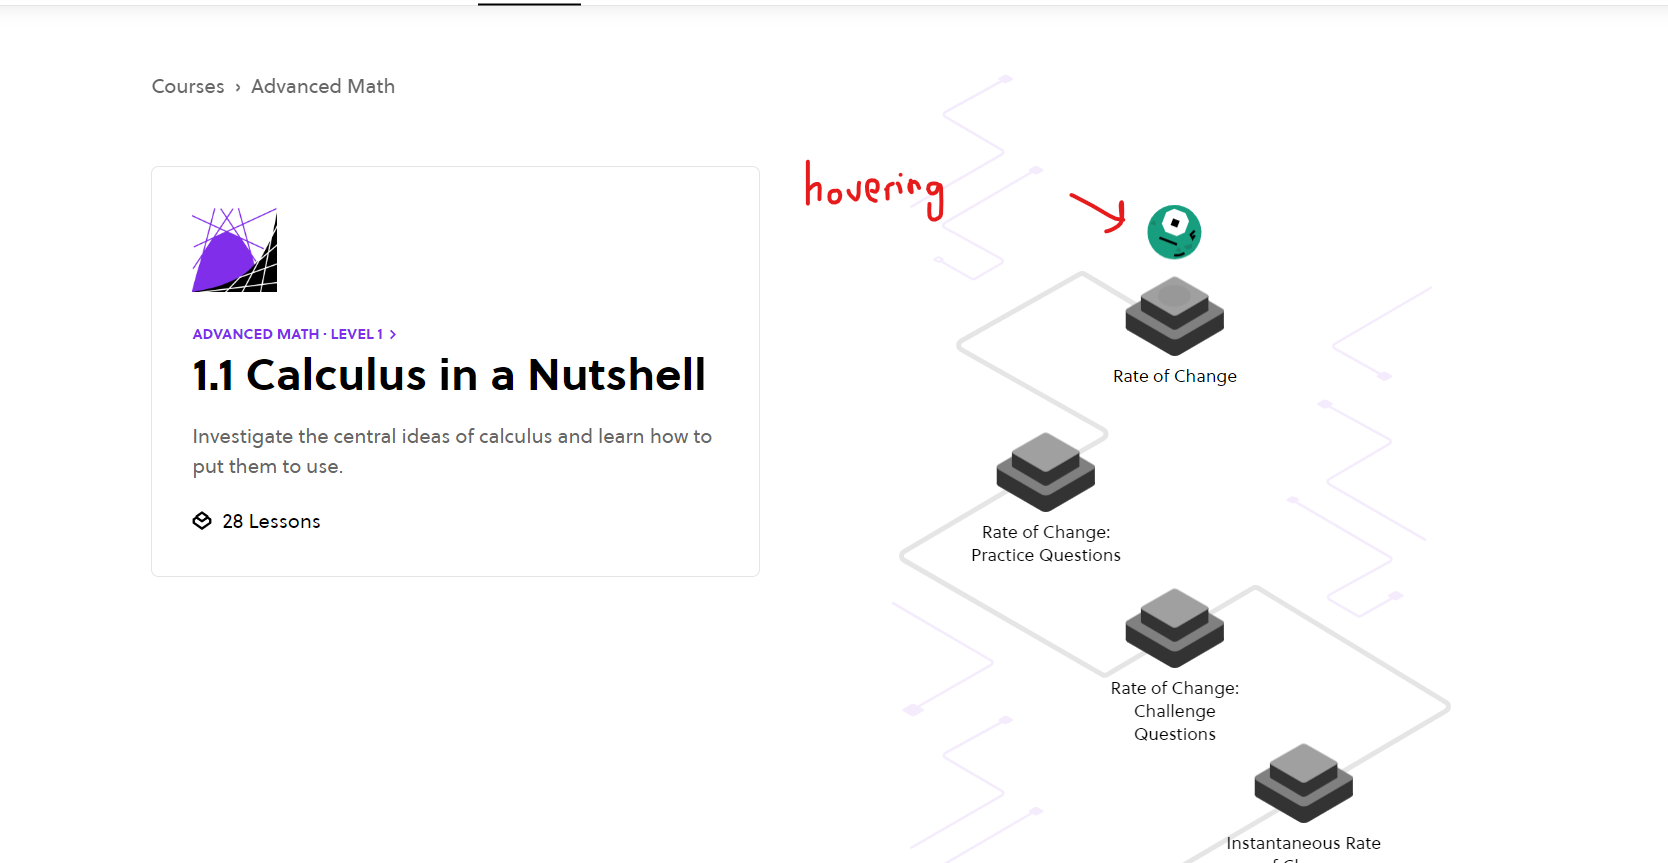 Courses › Advanced Math
hovering
ADVANCED MATH · LEVEL 1 >
1.1 Calculus in a Nutshell
Investigate the central ideas of calculus and learn how to
put them to use.
28 Lessons
Rate of Change
Rate of Change:
Practice Questions
Rate of Change:
Challenge
Questions
Instantaneous Rate